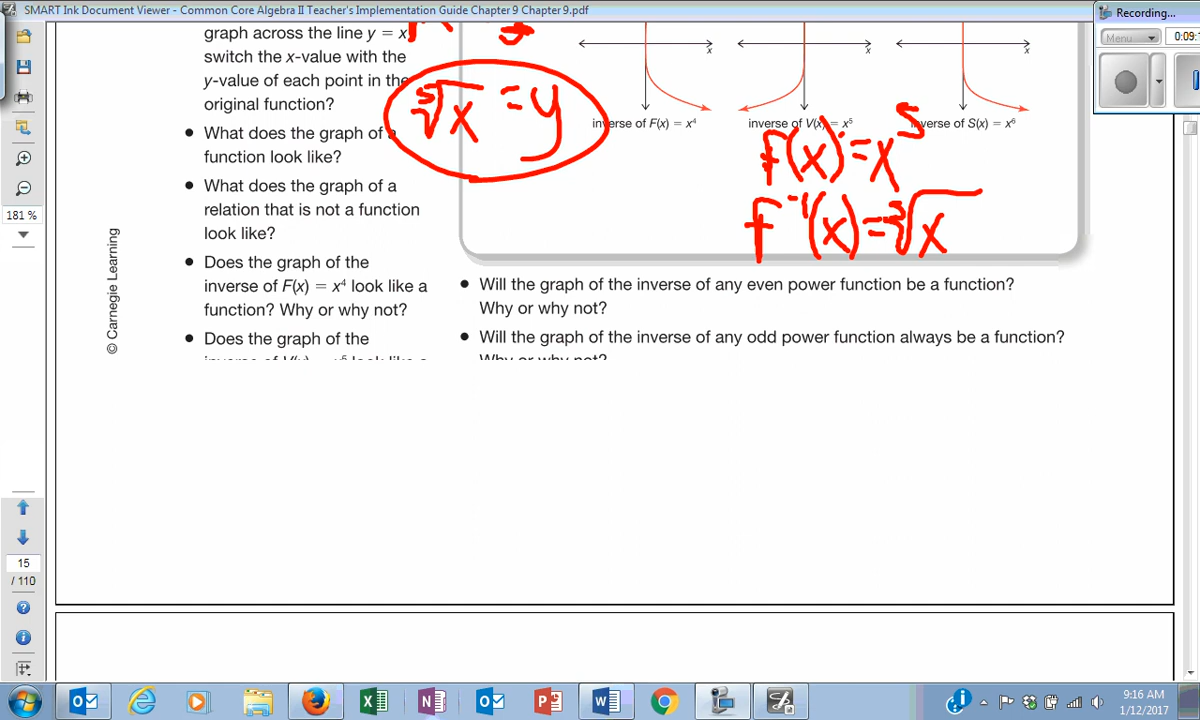 SMART Ink Document Viewer - Common Core Algebra II Teacher's Implementation Guide Chapter 9 Chapter 9.pdf
Recording...
Menu
0:09:
181 %
15
/ 110
© Carnegie Learning
graph across the line y = x
switch the x-value with the
y-value of each point in the
original function?
• What does the graph of a
function look like?
• What does the graph of a
relation that is not a function
look like?
• Does the graph of the
inverse of F(x) = x⁴ look like a
function? Why or why not?
• Does the graph of the
⁵√x = y
x
x
x
inverse of F(x) = x⁴
inverse of V(x) = x⁵
inverse of S(x) = x⁶
f(x) = x⁵
f⁻¹(x) = ⁵√x
• Will the graph of the inverse of any even power function be a function?
Why or why not?
• Will the graph of the inverse of any odd power function always be a function?
Why or why not?
9:16 AM
1/12/2017